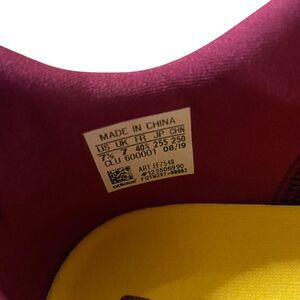 MADE IN CHINA
US UK FR JP CHN
7½ 7 40⅔ 255 250
CLU 600001 08/19
ART EF7548
adidas